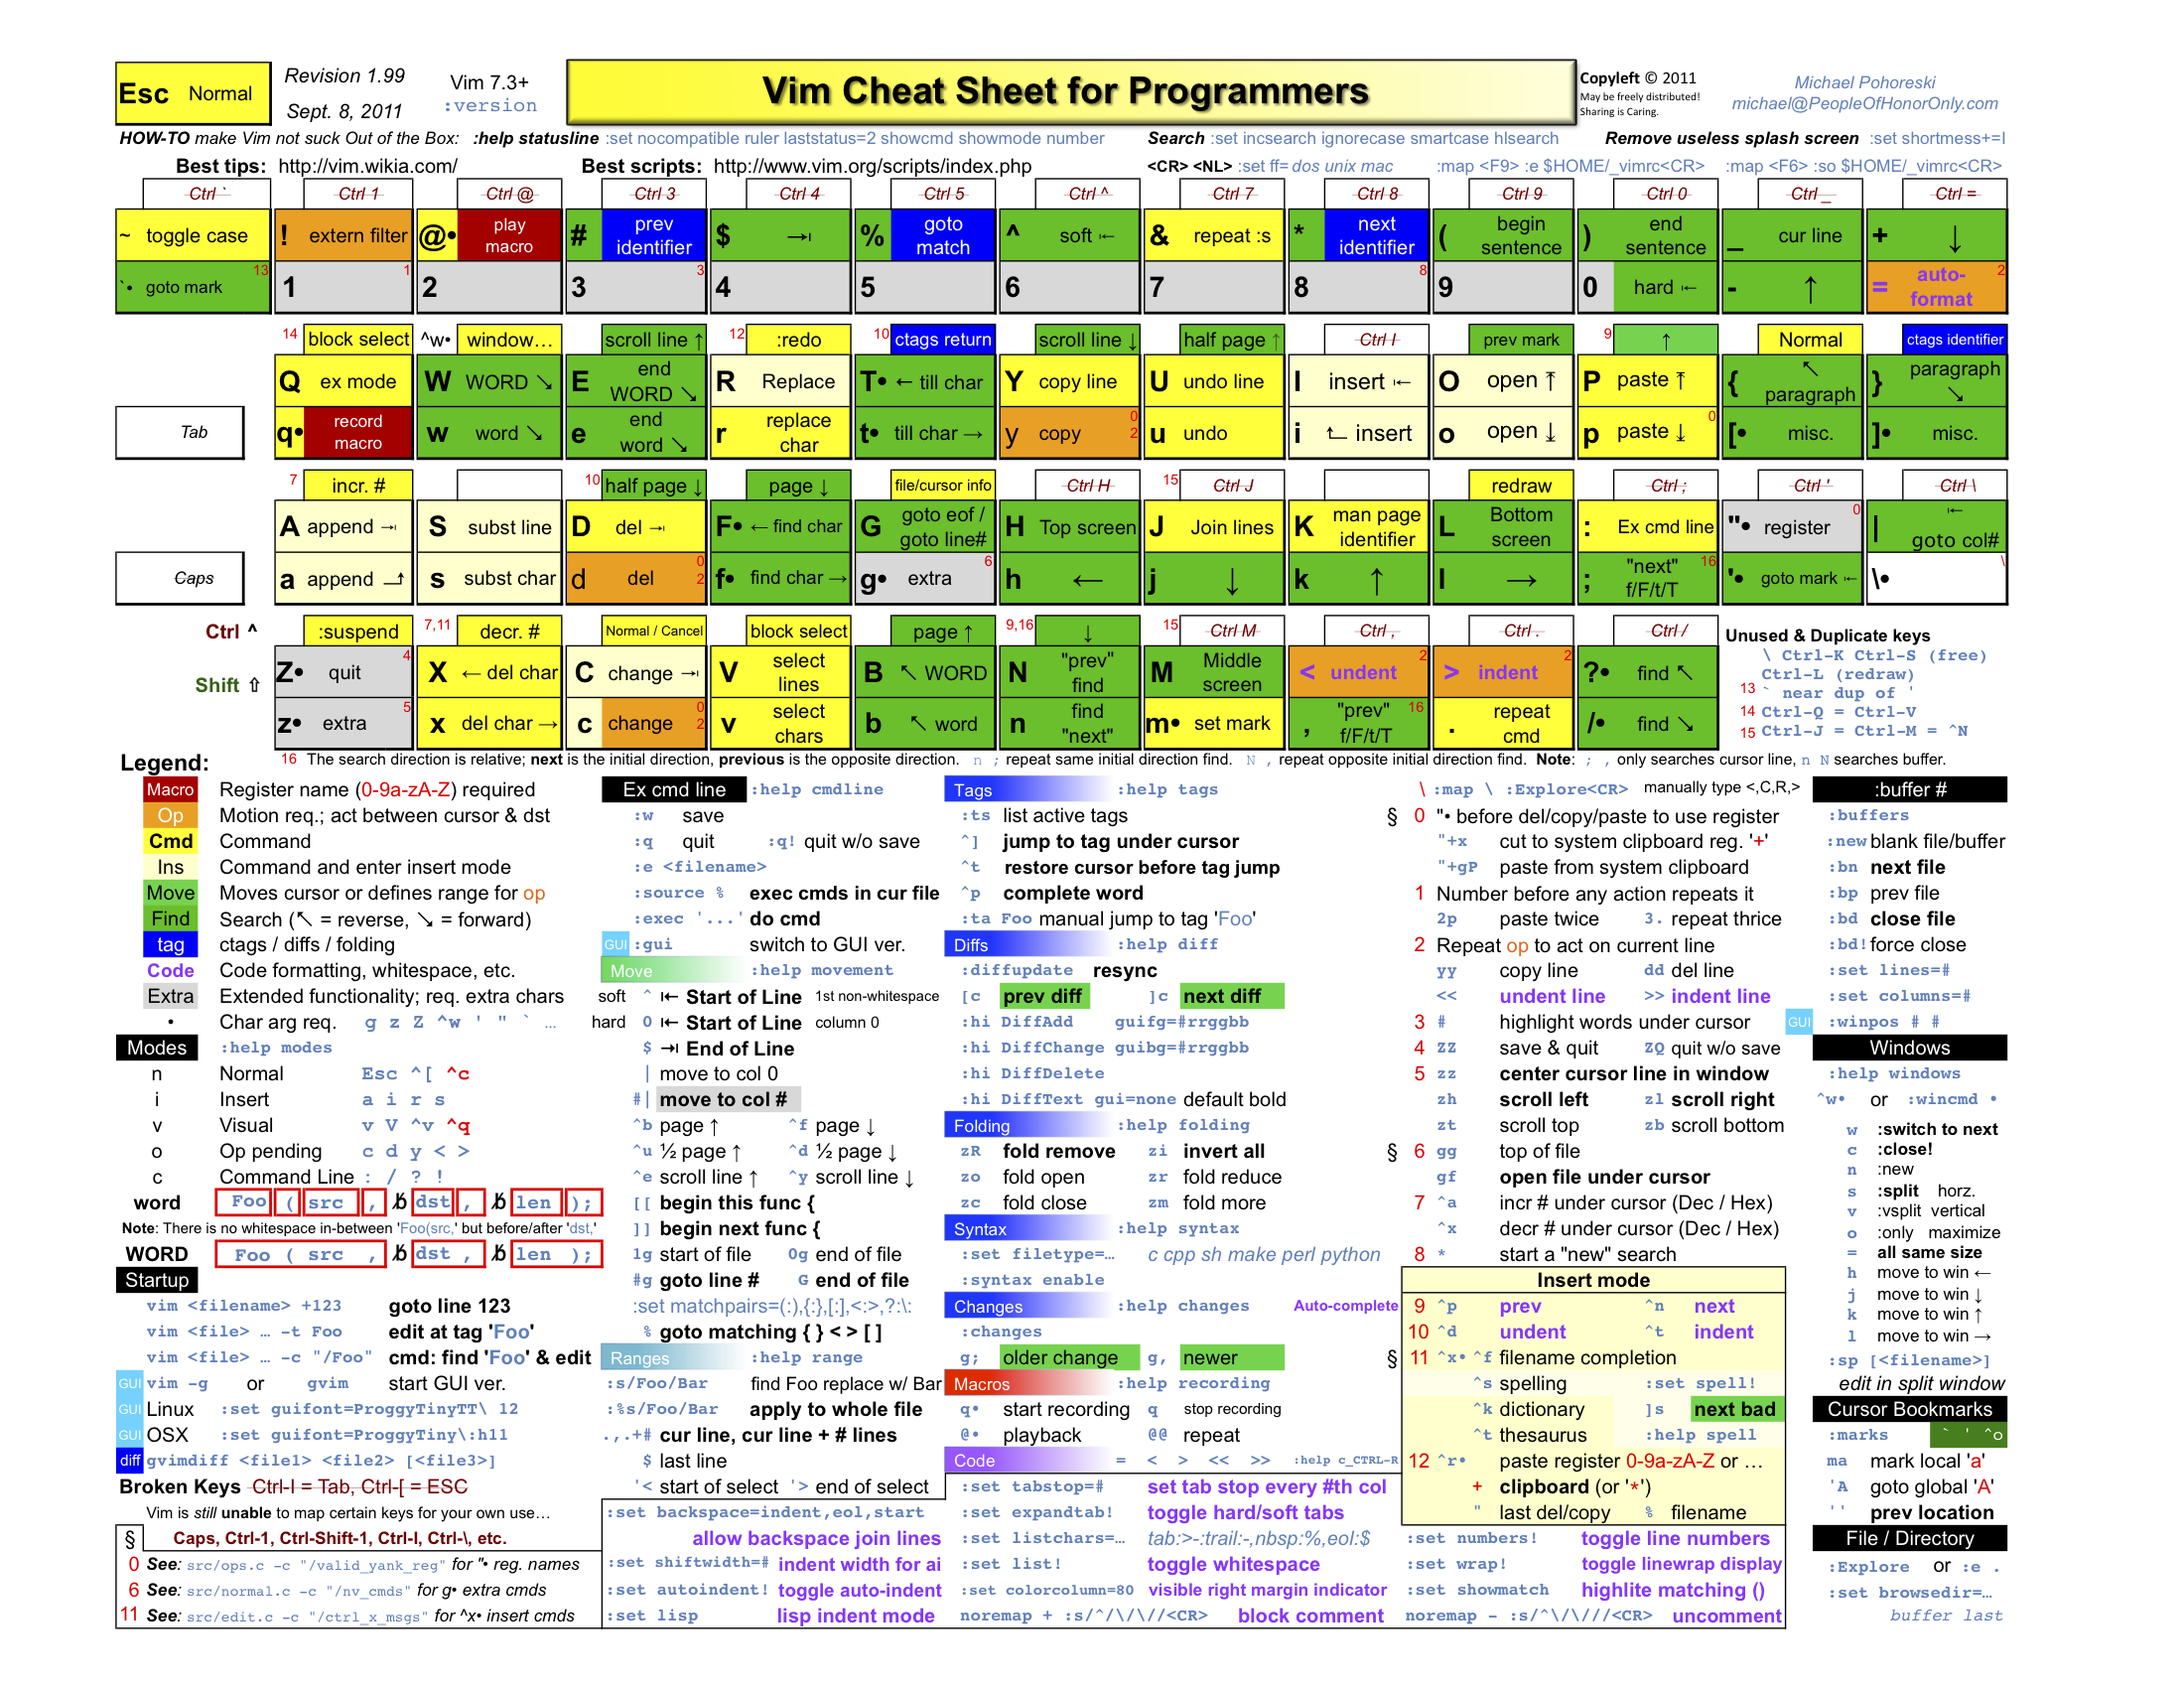 Esc Normal
Revision 1.99
Sept. 8, 2011
Vim 7.3+
:version
Vim Cheat Sheet for Programmers
Copyleft © 2011
May be freely distributed!
Sharing is Caring.
Michael Pohoreski
michael@PeopleOfHonorOnly.com
HOW-TO make Vim not suck Out of the Box: :help statusline :set nocompatible ruler laststatus=2 showcmd showmode number
Search :set incsearch ignorecase smartcase hlsearch
Remove useless splash screen :set shortmess+=I
Best tips: http://vim.wikia.com/
Best scripts: http://www.vim.org/scripts/index.php
<CR> <NL> :set ff= dos unix mac
:map <F9> :e $HOME/_vimrc<CR>
:map <F6> :so $HOME/_vimrc<CR>
Ctrl ` Ctrl 1 Ctrl @ Ctrl 3 Ctrl 4 Ctrl 5 Ctrl ^ Ctrl 7 Ctrl 8 Ctrl 9 Ctrl 0 Ctrl _ Ctrl =
~ toggle case
! extern filter
@• play macro
# prev identifier
$ →|
% goto match
^ soft |←
& repeat :s
* next identifier
( begin sentence
) end sentence
_ cur line
+ ↓
`• goto mark 13
1 1
2
3 3
4
5
6
7
8 8
9
0 hard |←
- ↑
= auto-format 2
14 block select
^w• window…
scroll line ↑
12 :redo
10 ctags return
scroll line ↓
half page ↑
Ctrl I
prev mark
9 ↑
Normal
ctags identifier
Q ex mode
W WORD ↘
E end WORD ↘
R Replace
T• ← till char
Y copy line
U undo line
I insert |←
O open ⤒
P paste ⤒
{ ↖ paragraph
} paragraph ↘
Tab
q• record macro
w word ↘
e end word ↘
r replace char
t• till char →
y copy 0 2
u undo
i insert
o open ⤓
p paste ⤓ 0
[• misc.
]• misc.
7 incr. #
10 half page ↓
page ↓
file/cursor info
Ctrl H
15 Ctrl J
redraw
Ctrl ;
Ctrl '
Ctrl \
A append →|
S subst line
D del →|
F• ← find char
G goto eof / goto line#
H Top screen
J Join lines
K man page identifier
L Bottom screen
: Ex cmd line
"• register 0
| |← goto col#
Caps
a append
s subst char
d del 0 2
f• find char →
g• extra 6
h ←
j ↓
k ↑
l →
; "next" f/F/t/T 16
'• goto mark |←
\• \
Ctrl ^
:suspend
7,11 decr. #
Normal / Cancel
block select
page ↑
9,16 ↓
15 Ctrl M
Ctrl ,
Ctrl .
Ctrl /
Shift ⇧
Z• quit 4
X ← del char
C change →|
V select lines
B ↖ WORD
N "prev" find
M Middle screen
< undent 2
> indent 2
?• find ↖
z• extra 5
x del char →
c change 0 2
v select chars
b ↖ word
n find "next"
m• set mark
, "prev" f/F/t/T 16
. repeat cmd
/• find ↘
Unused & Duplicate keys
\ Ctrl-K Ctrl-S (free)
Ctrl-L (redraw)
13 ` near dup of '
14 Ctrl-Q = Ctrl-V
15 Ctrl-J = Ctrl-M = ^N
16 The search direction is relative; next is the initial direction, previous is the opposite direction. n ; repeat same initial direction find. N , repeat opposite initial direction find. Note: ; , only searches cursor line, n N searches buffer.
Legend:
Macro Register name (0-9a-zA-Z) required
Op Motion req.; act between cursor & dst
Cmd Command
Ins Command and enter insert mode
Move Moves cursor or defines range for op
Find Search (↖ = reverse, ↘ = forward)
tag ctags / diffs / folding
Code Code formatting, whitespace, etc.
Extra Extended functionality; req. extra chars
• Char arg req. g z Z ^w ' " ` …
Modes :help modes
n Normal Esc ^[ ^c
i Insert a i r s
v Visual v V ^v ^q
o Op pending c d y < >
c Command Line : / ? !
word Foo ( src , ␢ dst , ␢ len );
Note: There is no whitespace in-between 'Foo(src,' but before/after 'dst,'
WORD Foo ( src , ␢ dst , ␢ len );
Startup
vim <filename> +123 goto line 123
vim <file> … -t Foo edit at tag 'Foo'
vim <file> … -c "/Foo" cmd: find 'Foo' & edit
GUI vim -g or gvim start GUI ver.
GUI Linux :set guifont=ProggyTinyTT\ 12
GUI OSX :set guifont=ProggyTiny\:h11
diff gvimdiff <file1> <file2> [<file3>]
Broken Keys Ctrl-I = Tab, Ctrl-[ = ESC
Vim is still unable to map certain keys for your own use…
§ Caps, Ctrl-1, Ctrl-Shift-1, Ctrl-I, Ctrl-\, etc.
0 See: src/ops.c -c "/valid_yank_reg" for "• reg. names
6 See: src/normal.c -c "/nv_cmds" for g• extra cmds
11 See: src/edit.c -c "/ctrl_x_msgs" for ^x• insert cmds
Ex cmd line :help cmdline
:w save
:q quit :q! quit w/o save
:e <filename>
:source % exec cmds in cur file
:exec '...' do cmd
GUI :gui switch to GUI ver.
Move :help movement
soft ^ |← Start of Line 1st non-whitespace
hard 0 |← Start of Line column 0
$ →| End of Line
| move to col 0
#| move to col #
^b page ↑ ^f page ↓
^u ½ page ↑ ^d ½ page ↓
^e scroll line ↑ ^y scroll line ↓
[[ begin this func {
]] begin next func {
1g start of file 0g end of file
#g goto line # G end of file
:set matchpairs=(:),{:},[:],<:>,?:\:
% goto matching { } < > [ ]
Ranges :help range
:s/Foo/Bar find Foo replace w/ Bar
:%s/Foo/Bar apply to whole file
.,.+# cur line, cur line + # lines
$ last line
'< start of select '> end of select
:set backspace=indent,eol,start
allow backspace join lines
:set shiftwidth=# indent width for ai
:set autoindent! toggle auto-indent
:set lisp lisp indent mode
Tags :help tags
:ts list active tags
^] jump to tag under cursor
^t restore cursor before tag jump
^p complete word
:ta Foo manual jump to tag 'Foo'
Diffs :help diff
:diffupdate resync
[c prev diff ]c next diff
:hi DiffAdd guifg=#rrggbb
:hi DiffChange guibg=#rrggbb
:hi DiffDelete
:hi DiffText gui=none default bold
Folding :help folding
zR fold remove zi invert all
zo fold open zr fold reduce
zc fold close zm fold more
Syntax :help syntax
:set filetype=… c cpp sh make perl python
:syntax enable
Changes :help changes
:changes
g; older change g, newer
Macros :help recording
q• start recording q stop recording
@• playback @@ repeat
Code = < > << >> :help c_CTRL-R
:set tabstop=# set tab stop every #th col
:set expandtab! toggle hard/soft tabs
:set listchars=… tab:>-:trail:-,nbsp:%,eol:$
:set list! toggle whitespace
:set colorcolumn=80 visible right margin indicator
noremap + :s/^/\/\//<CR> block comment
\ :map \ :Explore<CR> manually type <,C,R,>
§ 0 "• before del/copy/paste to use register
"+x cut to system clipboard reg. '+'
"+gP paste from system clipboard
1 Number before any action repeats it
2p paste twice 3. repeat thrice
2 Repeat op to act on current line
yy copy line dd del line
<< undent line >> indent line
3 # highlight words under cursor
4 ZZ save & quit ZQ quit w/o save
5 zz center cursor line in window
zh scroll left zl scroll right
zt scroll top zb scroll bottom
§ 6 gg top of file
gf open file under cursor
7 ^a incr # under cursor (Dec / Hex)
^x decr # under cursor (Dec / Hex)
8 * start a "new" search
Insert mode
Auto-complete 9 ^p prev ^n next
10 ^d undent ^t indent
§ 11 ^x• ^f filename completion
^s spelling :set spell!
^k dictionary ]s next bad
^t thesaurus :help spell
12 ^r• paste register 0-9a-zA-Z or …
+ clipboard (or '*')
" last del/copy % filename
:set numbers! toggle line numbers
:set wrap! toggle linewrap display
:set showmatch highlite matching ()
noremap - :s/^\/\///<CR> uncomment
:buffer #
:buffers
:new blank file/buffer
:bn next file
:bp prev file
:bd close file
:bd! force close
:set lines=#
:set columns=#
GUI :winpos # #
Windows
:help windows
^w• or :wincmd •
w :switch to next
c :close!
n :new
s :split horz.
v :vsplit vertical
o :only maximize
= all same size
h move to win ←
j move to win ↓
k move to win ↑
l move to win →
:sp [<filename>]
edit in split window
Cursor Bookmarks
:marks ` ' ^o
ma mark local 'a'
'A goto global 'A'
'' prev location
File / Directory
:Explore or :e .
:set browsedir=…
buffer last